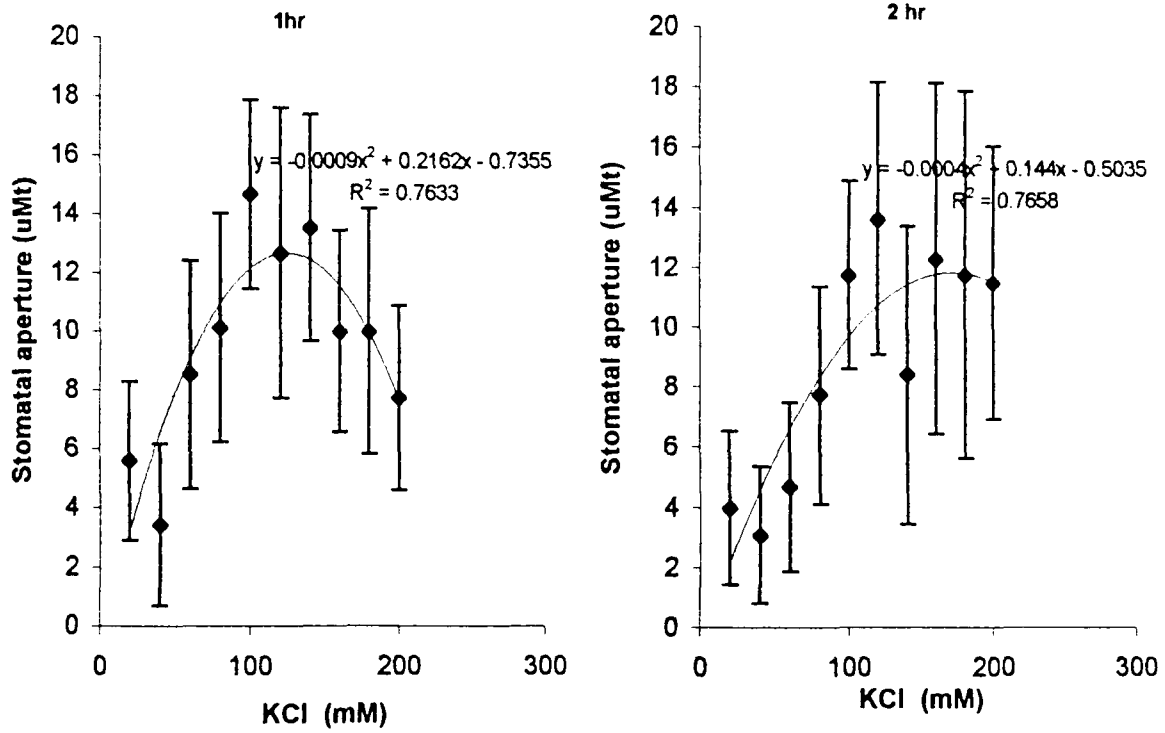 1hr
20
18
16
14
12
10
8
6
4
2
0
Stomatal aperture (uMt)
y = -0.0009x² + 0.2162x - 0.7355
R² = 0.7633
0 100 200 300
KCl (mM)
2 hr
20
18
16
14
12
10
8
6
4
2
0
Stomatal aperture (uMt)
y = -0.0004x² + 0.144x - 0.5035
R² = 0.7658
0 100 200 300
KCl (mM)